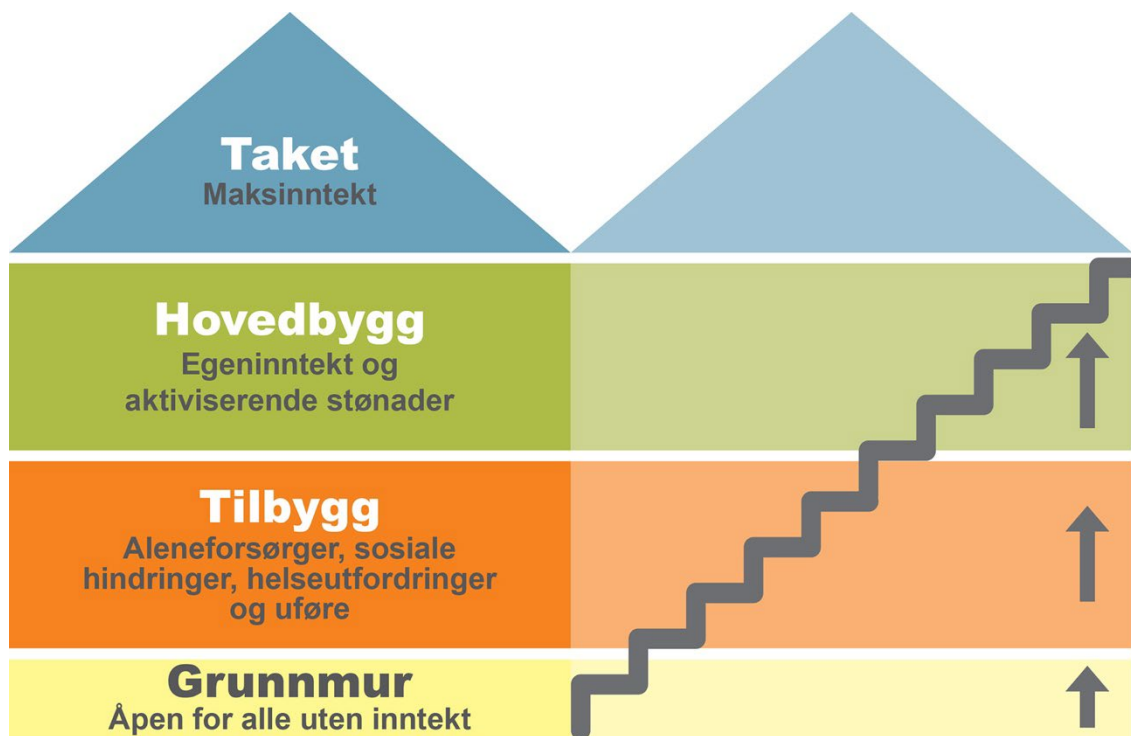 Taket
Maksinntekt
Hovedbygg
Egeninntekt og
aktiviserende stønader
Tilbygg
Aleneforsørger, sosiale
hindringer, helseutfordringer
og uføre
Grunnmur
Åpen for alle uten inntekt